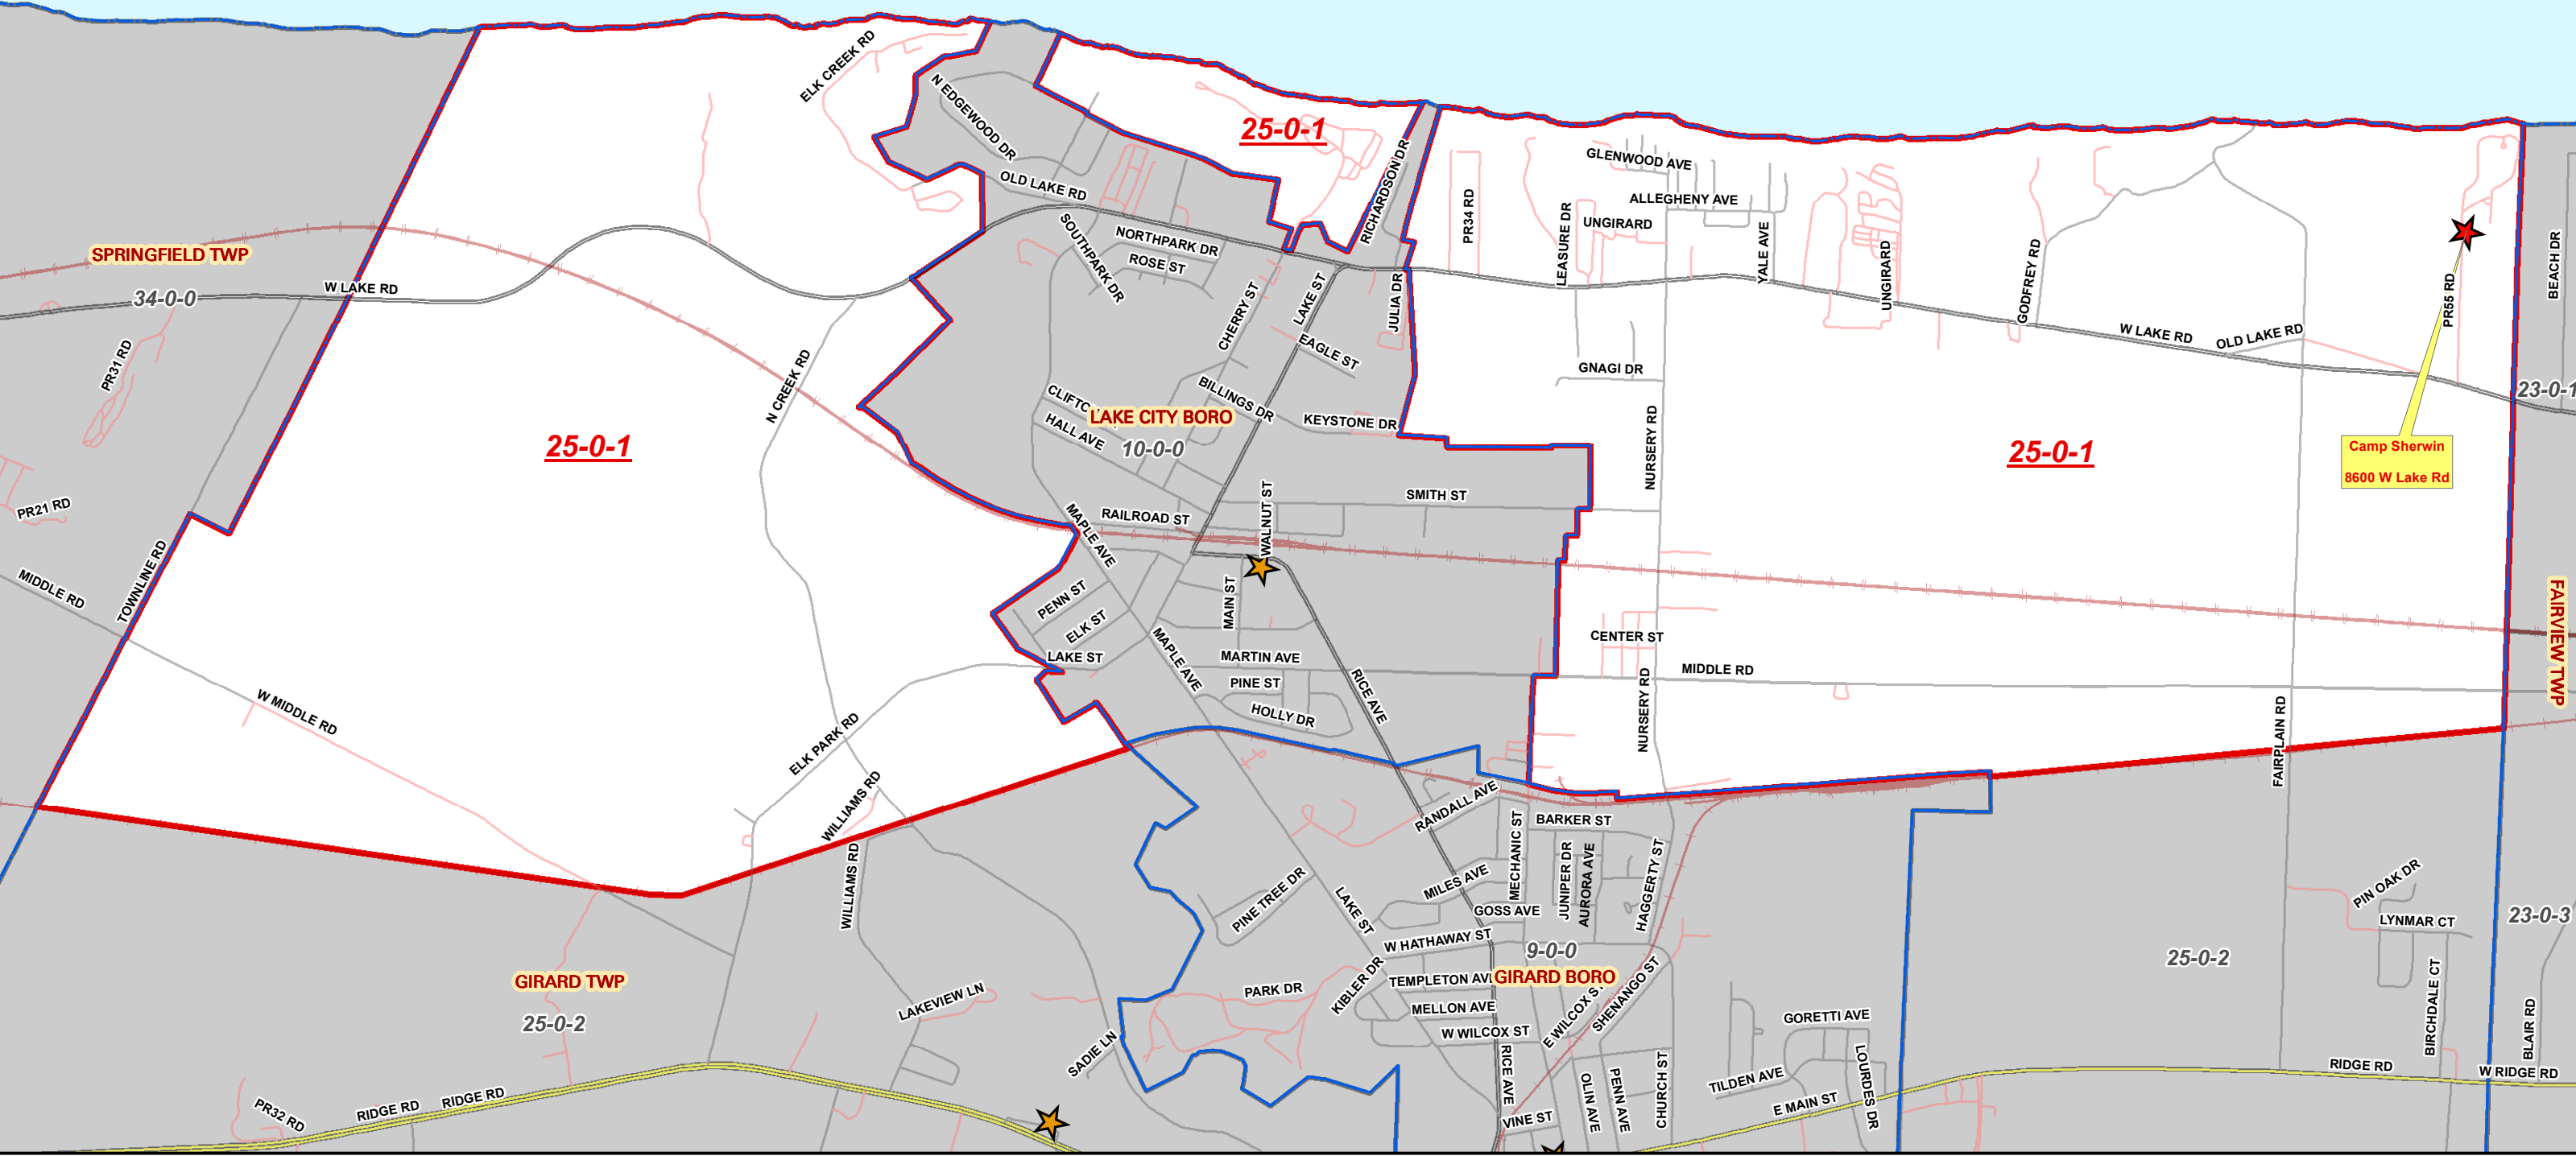 ELK CREEK RD
N EDGEWOOD DR
25-0-1
OLD LAKE RD
RICHARDSON DR
GLENWOOD AVE
ALLEGHENY AVE
PR34 RD
LEASURE DR
UNGIRARD
YALE AVE
UNGIRARD
GODFREY RD
BEACH DR
SPRINGFIELD TWP
34-0-0
W LAKE RD
SOUTHPARK DR
NORTHPARK DR
ROSE ST
CHERRY ST
LAKE ST
JULIA DR
EAGLE ST
W LAKE RD
OLD LAKE RD
PR55 RD
PR31 RD
N CREEK RD
GNAGI DR
23-0-1
BILLINGS DR
KEYSTONE DR
LAKE CITY BORO
HALL AVE
10-0-0
NURSERY RD
25-0-1
25-0-1
Camp Sherwin
8600 W Lake Rd
PR21 RD
SMITH ST
WALNUT ST
RAILROAD ST
MAPLE AVE
TOWNLINE RD
MIDDLE RD
PENN ST
ELK ST
MAIN ST
CENTER ST
FAIRVIEW TWP
LAKE ST
MAPLE AVE
MARTIN AVE
PINE ST
HOLLY DR
RICE AVE
MIDDLE RD
NURSERY RD
W MIDDLE RD
ELK PARK RD
FAIRPLAIN RD
WILLIAMS RD
RANDALL AVE
BARKER ST
WILLIAMS RD
MECHANIC ST
JUNIPER DR
AURORA AVE
HAGGERTY ST
PINE TREE DR
MILES AVE
LAKE ST
GOSS AVE
PIN OAK DR
LYNMAR CT
23-0-3
W HATHAWAY ST
9-0-0
25-0-2
GIRARD TWP
25-0-2
KIBLER DR
TEMPLETON AVE
GIRARD BORO
LAKEVIEW LN
PARK DR
MELLON AVE
E WILCOX ST
SHENANGO ST
W WILCOX ST
GORETTI AVE
BIRCHDALE CT
BLAIR RD
SADIE LN
RICE AVE
OLIN AVE
PENN AVE
CHURCH ST
TILDEN AVE
LOURDES DR
RIDGE RD
W RIDGE RD
PR32 RD
RIDGE RD
RIDGE RD
VINE ST
E MAIN ST